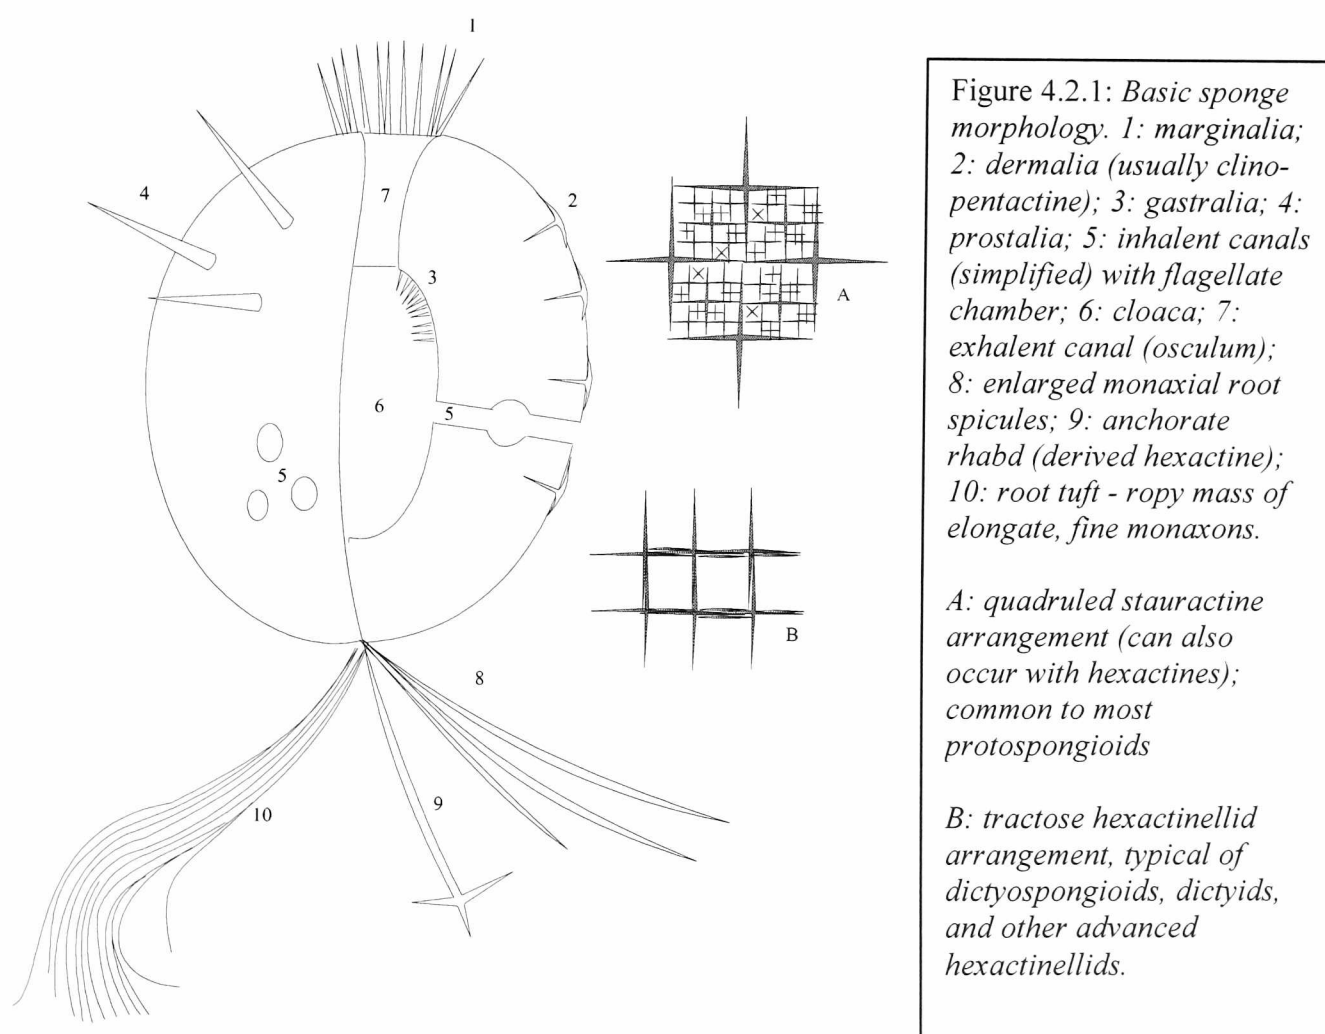 1
4
7
2
3
A
6
5
5
B
8
9
10
Figure 4.2.1: Basic sponge
morphology. 1: marginalia;
2: dermalia (usually clino-
pentactine); 3: gastralia; 4:
prostalia; 5: inhalent canals
(simplified) with flagellate
chamber; 6: cloaca; 7:
exhalent canal (osculum);
8: enlarged monaxial root
spicules; 9: anchorate
rhabd (derived hexactine);
10: root tuft - ropy mass of
elongate, fine monaxons.
A: quadruled stauractine
arrangement (can also
occur with hexactines);
common to most
protospongioids
B: tractose hexactinellid
arrangement, typical of
dictyospongioids, dictyids,
and other advanced
hexactinellids.